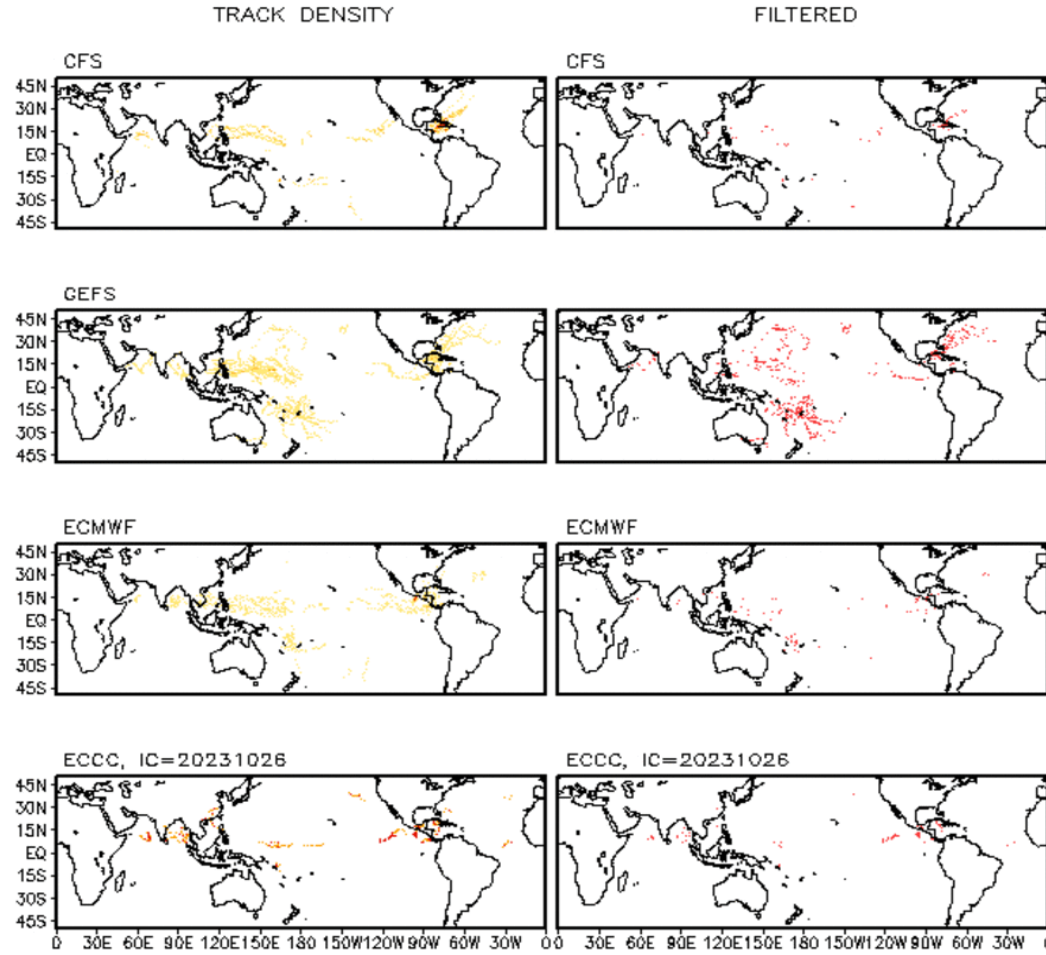 TRACK DENSITY FILTERED
CFS CFS
45N
30N
15N
EQ
15S
30S
45S
GEFS GEFS
45N
30N
15N
EQ
15S
30S
45S
ECMWF ECMWF
45N
30N
15N
EQ
15S
30S
45S
ECCC, IC=20231026 ECCC, IC=20231026
45N
30N
15N
EQ
15S
30S
45S
0 30E 60E 90E 120E 150E 180 150W 120W 90W 60W 30W 0 0 30E 60E 90E 120E 150E 180 150W 120W 90W 60W 30W 0